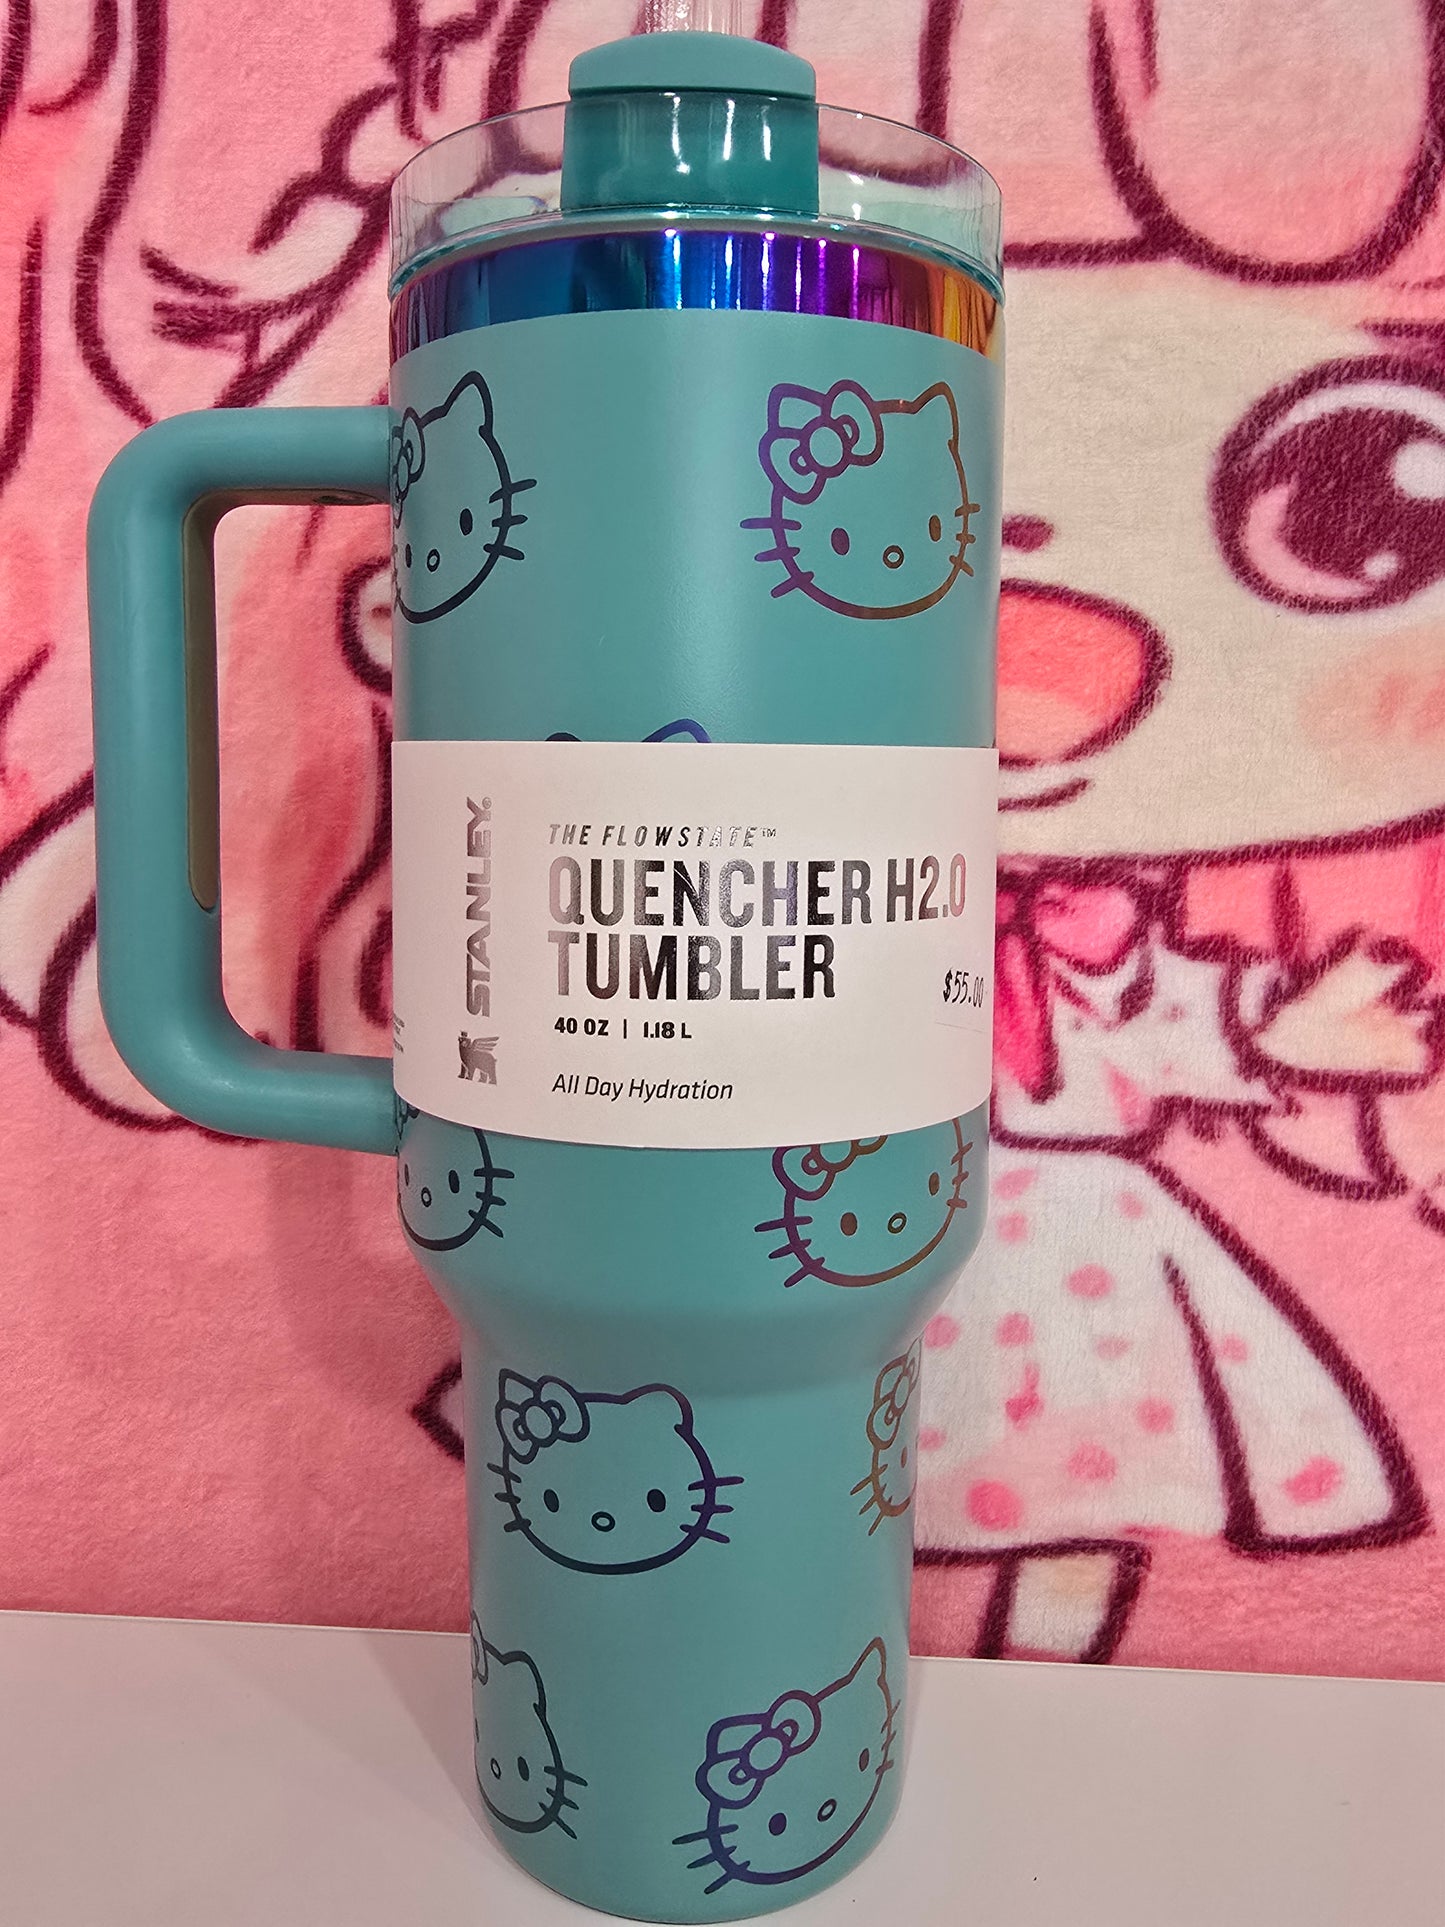 STANLEY®
THE FLOWSTATE™
QUENCHER H2.0
TUMBLER
$55.00
40 OZ | 1.18 L
All Day Hydration